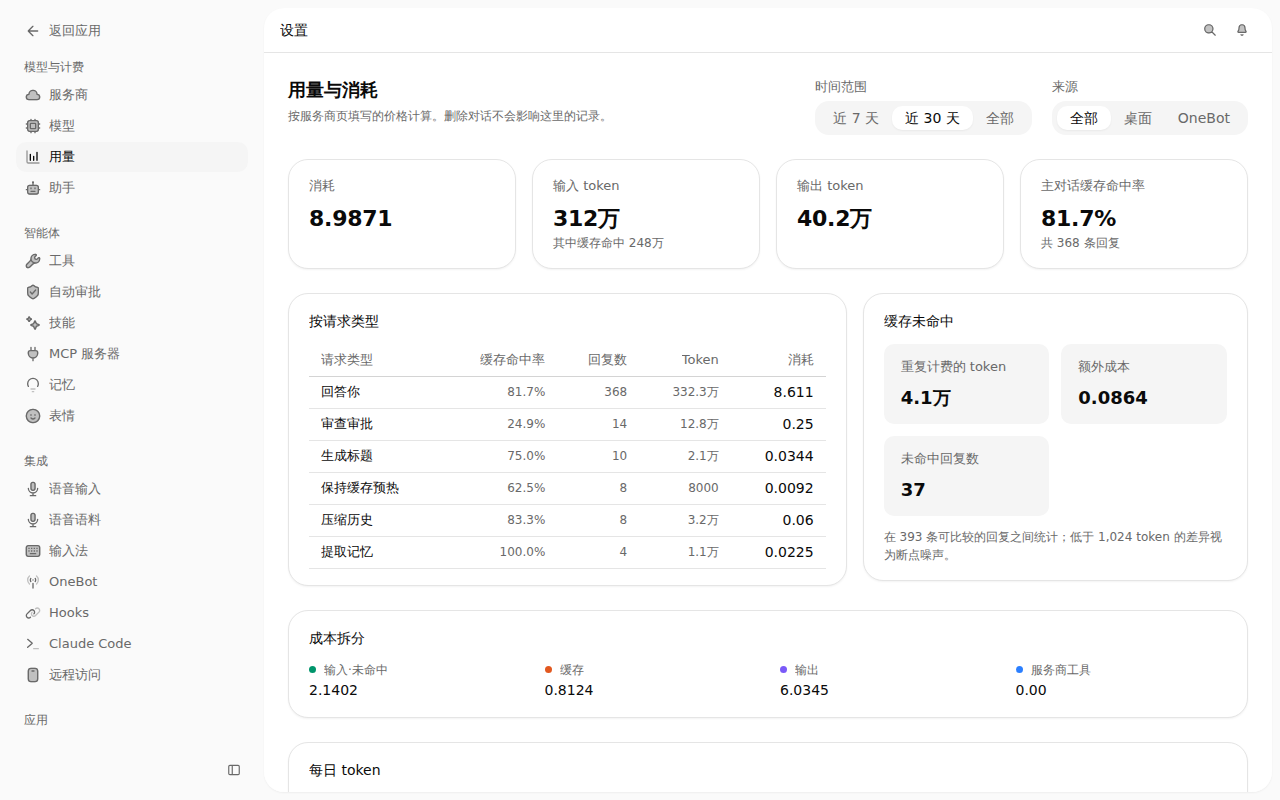 返回应用
模型与计费
服务商
模型
用量
助手
智能体
工具
自动审批
技能
MCP 服务器
记忆
表情
集成
语音输入
语音语料
输入法
OneBot
Hooks
Claude Code
远程访问
应用
设置
用量与消耗
按服务商页填写的价格计算。删除对话不会影响这里的记录。
时间范围
近 7 天 近 30 天 全部
来源
全部 桌面 OneBot
消耗
8.9871
输入 token
312万
其中缓存命中 248万
输出 token
40.2万
主对话缓存命中率
81.7%
共 368 条回复
按请求类型
请求类型 缓存命中率 回复数 Token 消耗
回答你 81.7% 368 332.3万 8.611
审查审批 24.9% 14 12.8万 0.25
生成标题 75.0% 10 2.1万 0.0344
保持缓存预热 62.5% 8 8000 0.0092
压缩历史 83.3% 8 3.2万 0.06
提取记忆 100.0% 4 1.1万 0.0225
缓存未命中
重复计费的 token
4.1万
额外成本
0.0864
未命中回复数
37
在 393 条可比较的回复之间统计；低于 1,024 token 的差异视
为断点噪声。
成本拆分
输入·未命中
2.1402
缓存
0.8124
输出
6.0345
服务商工具
0.00
每日 token